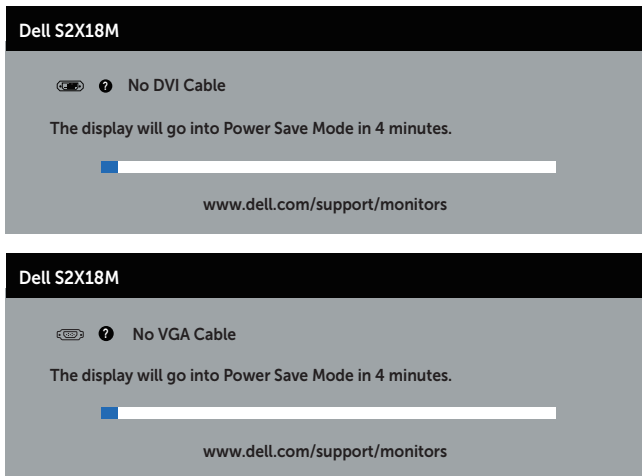 Dell S2X18M
? No DVI Cable
The display will go into Power Save Mode in 4 minutes.
www.dell.com/support/monitors
Dell S2X18M
? No VGA Cable
The display will go into Power Save Mode in 4 minutes.
www.dell.com/support/monitors